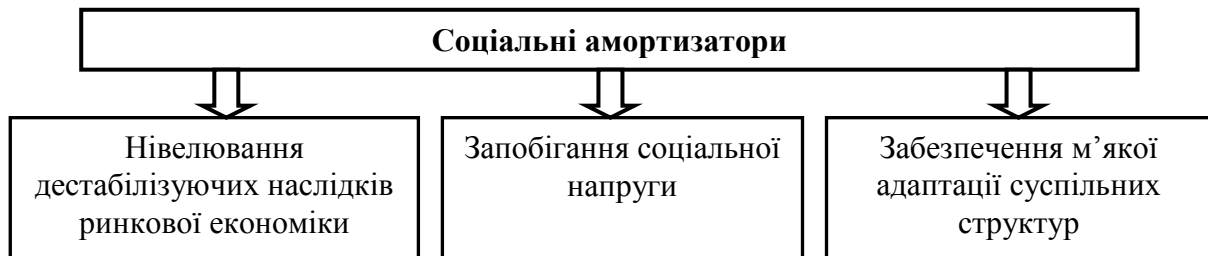 Соціальні амортизатори
Нівелювання
дестабілізуючих наслідків
ринкової економіки
Запобігання соціальної
напруги
Забезпечення м’якої
адаптації суспільних
структур